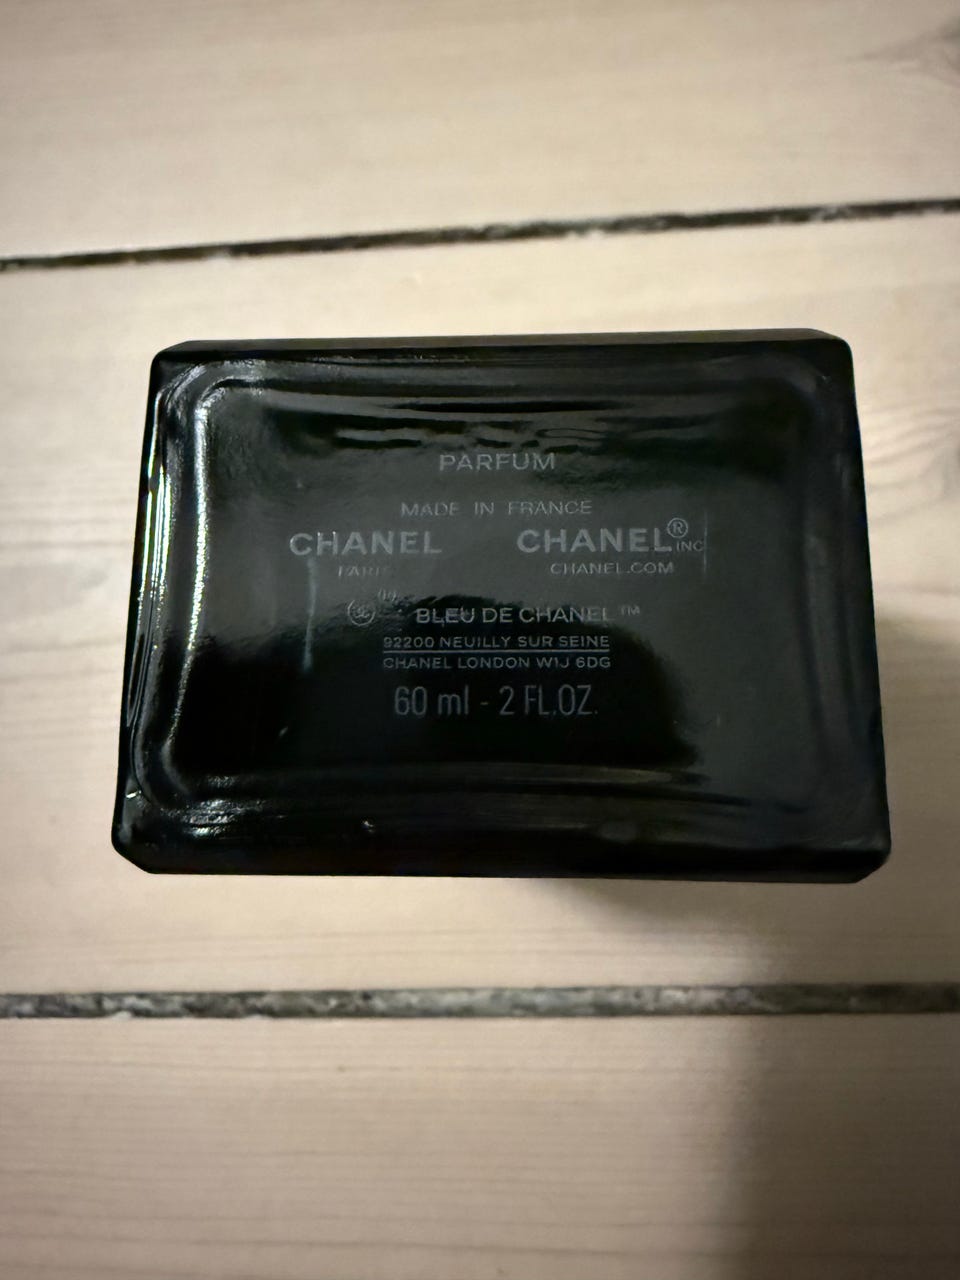 PARFUM
MADE IN FRANCE
CHANEL CHANEL® INC
PARIS CHANEL.COM
BLEU DE CHANEL™
92200 NEUILLY SUR SEINE
CHANEL LONDON W1J 6DG
60 ml - 2 FL.OZ.